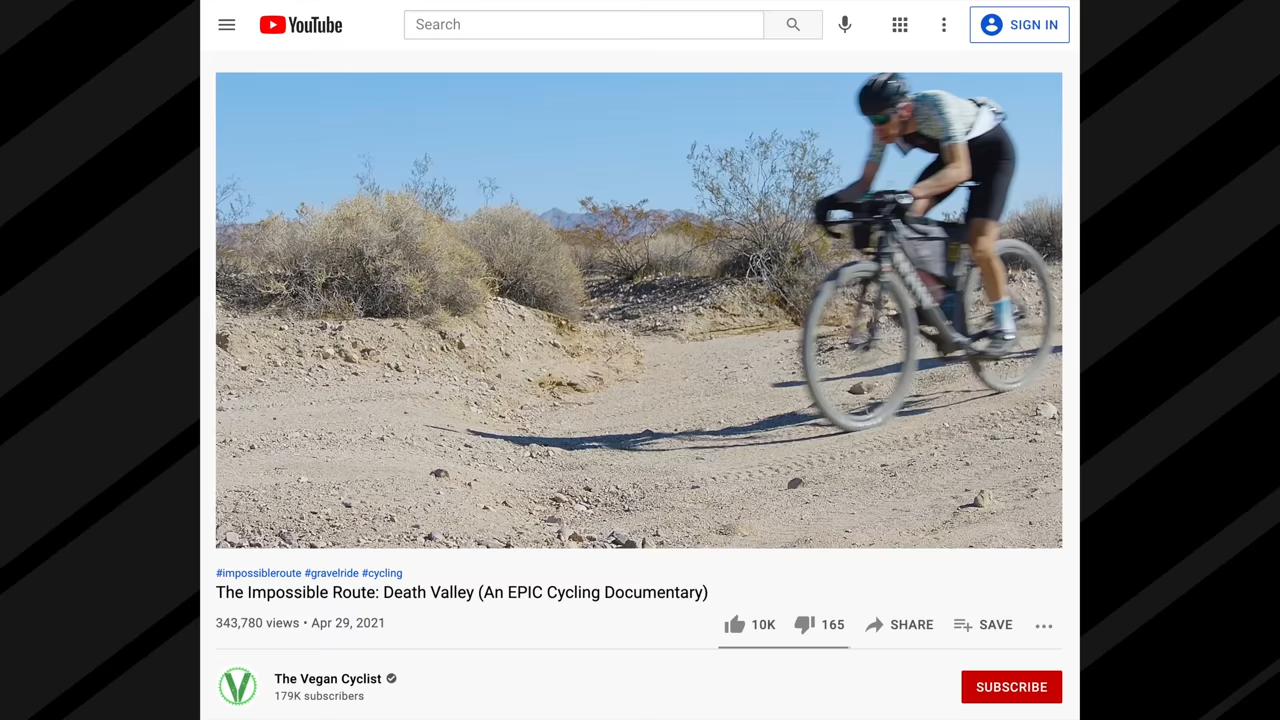 YouTube
Search
SIGN IN
#impossibleroute #gravelride #cycling
The Impossible Route: Death Valley (An EPIC Cycling Documentary)
343,780 views • Apr 29, 2021
10K
165
SHARE
SAVE
The Vegan Cyclist
179K subscribers
SUBSCRIBE